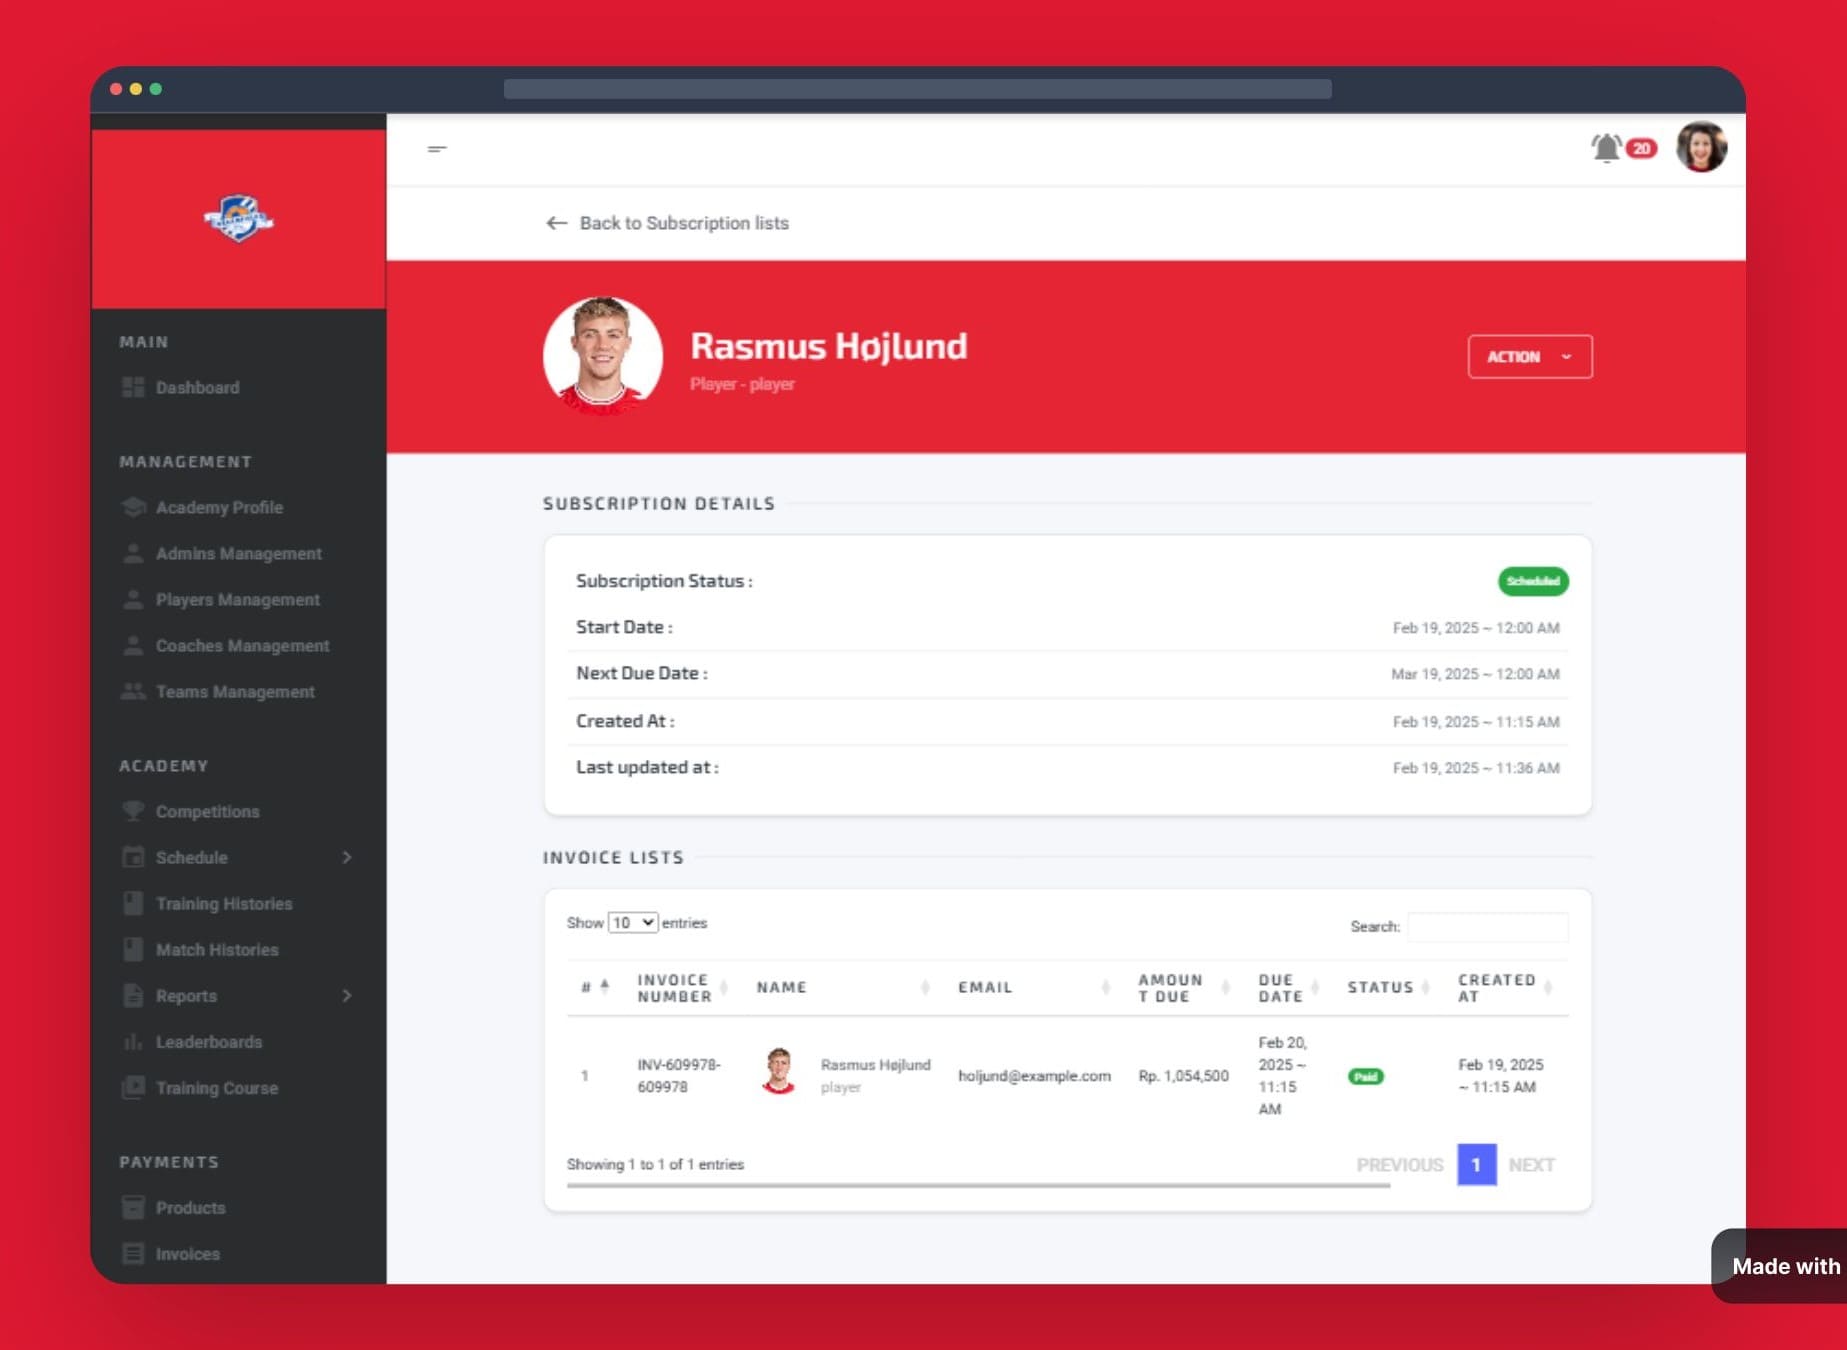 20
Back to Subscription lists
Rasmus Højlund
Player - player
ACTION
MAIN
Dashboard
MANAGEMENT
Academy Profile
Admins Management
Players Management
Coaches Management
Teams Management
ACADEMY
Competitions
Schedule
Training Histories
Match Histories
Reports
Leaderboards
Training Course
PAYMENTS
Products
Invoices
SUBSCRIPTION DETAILS
Subscription Status : Scheduled
Start Date : Feb 19, 2025 ~ 12:00 AM
Next Due Date : Mar 19, 2025 ~ 12:00 AM
Created At : Feb 19, 2025 ~ 11:15 AM
Last updated at : Feb 19, 2025 ~ 11:36 AM
INVOICE LISTS
Show 10 entries
Search:
#
INVOICE
NUMBER
NAME
EMAIL
AMOUN
T DUE
DUE
DATE
STATUS
CREATED
AT
1
INV-609978-
609978
Rasmus Højlund
player
holjund@example.com
Rp. 1,054,500
Feb 20,
2025 ~
11:15
AM
Paid
Feb 19, 2025
~ 11:15 AM
Showing 1 to 1 of 1 entries
PREVIOUS 1 NEXT
Made with